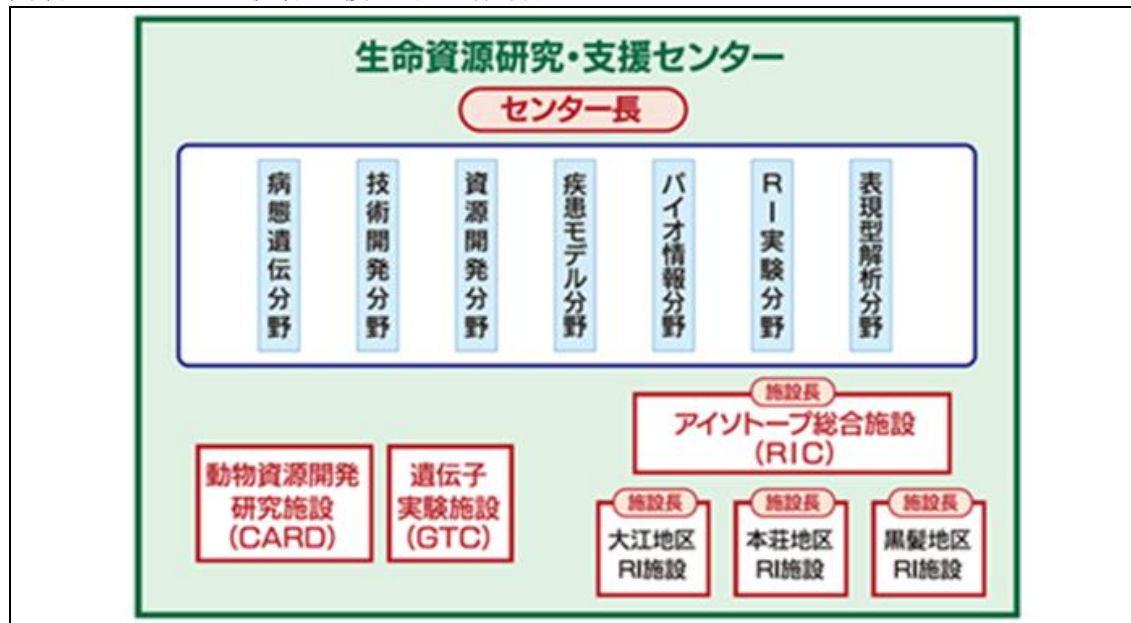 生命資源研究・支援センター
センター長
病態遺伝分野
技術開発分野
資源開発分野
疾患モデル分野
バイオ情報分野
RI実験分野
表現型解析分野
動物資源開発
研究施設
(CARD)
遺伝子
実験施設
(GTC)
施設長
アイソトープ総合施設
(RIC)
施設長
大江地区
RI施設
施設長
本荘地区
RI施設
施設長
黒髪地区
RI施設